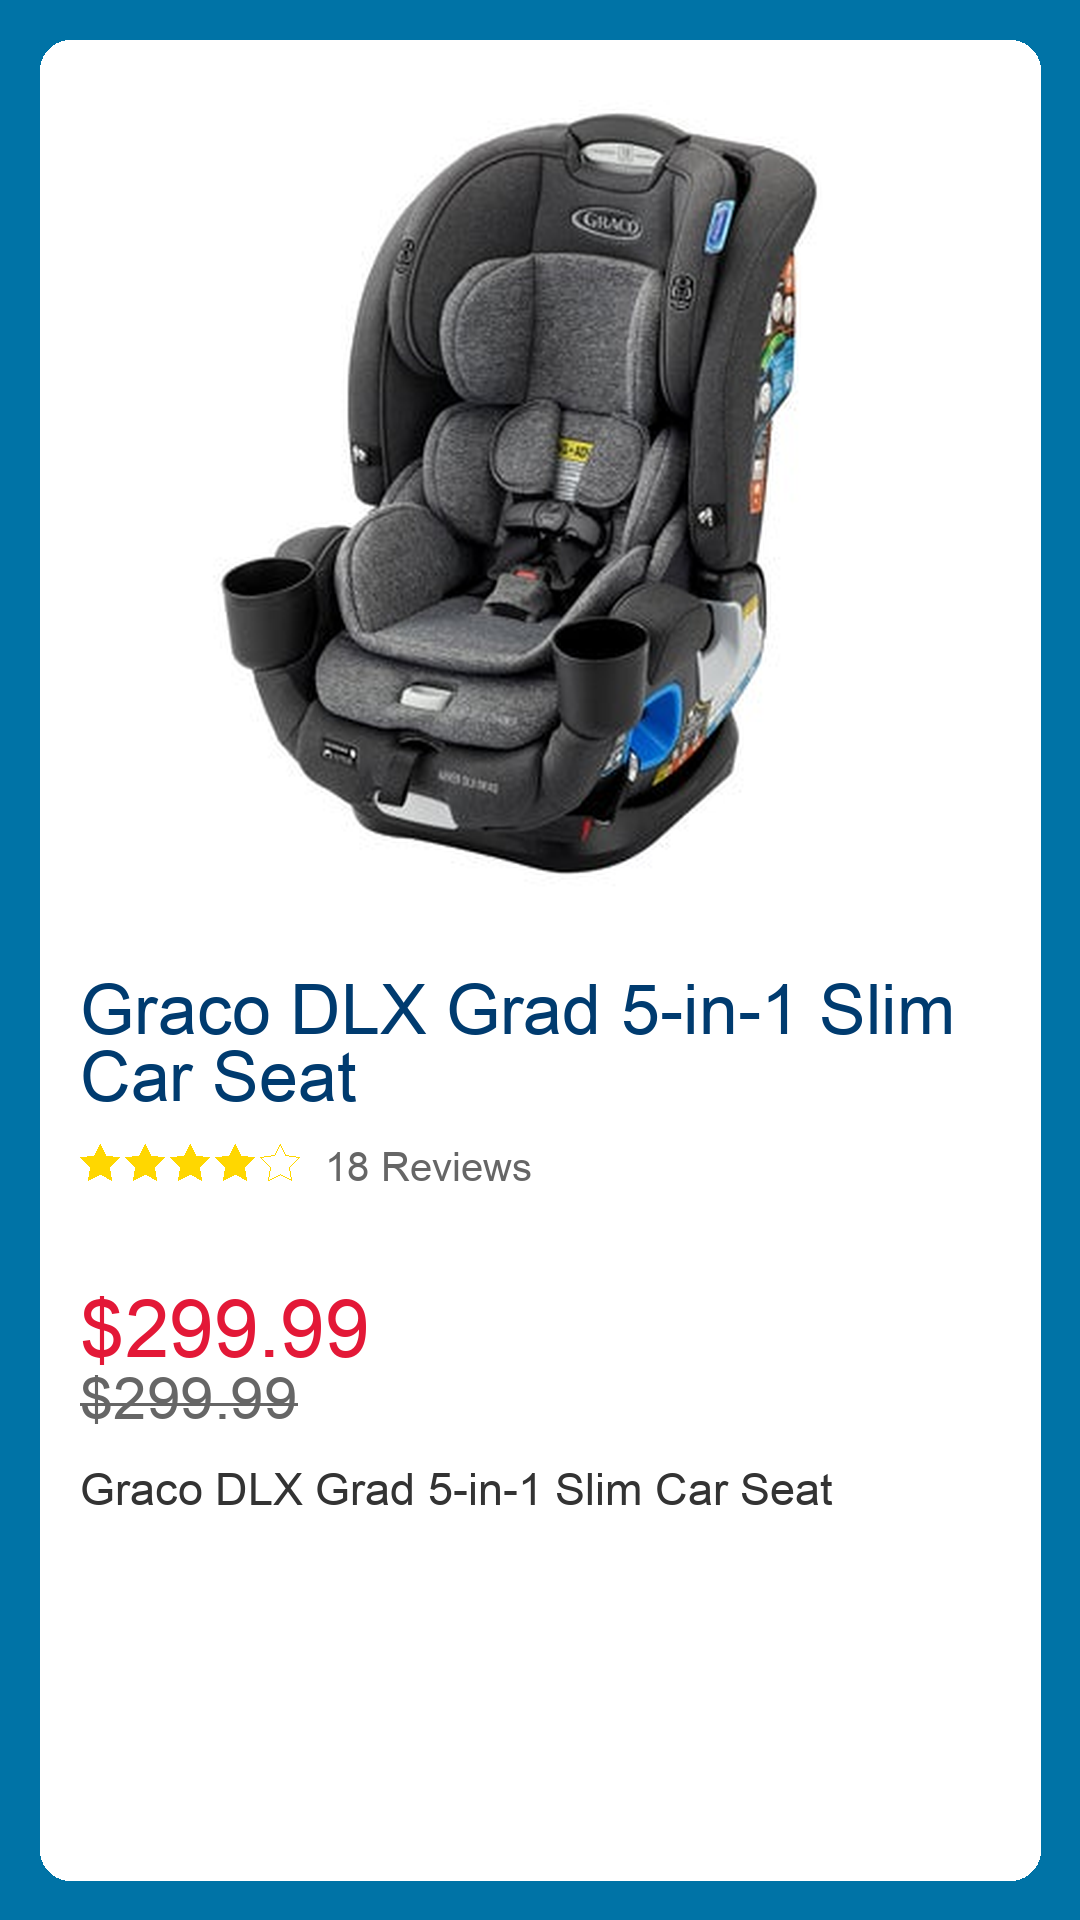 GRACO
Graco DLX Grad 5-in-1 Slim
Car Seat
18 Reviews
$299.99
$299.99
Graco DLX Grad 5-in-1 Slim Car Seat